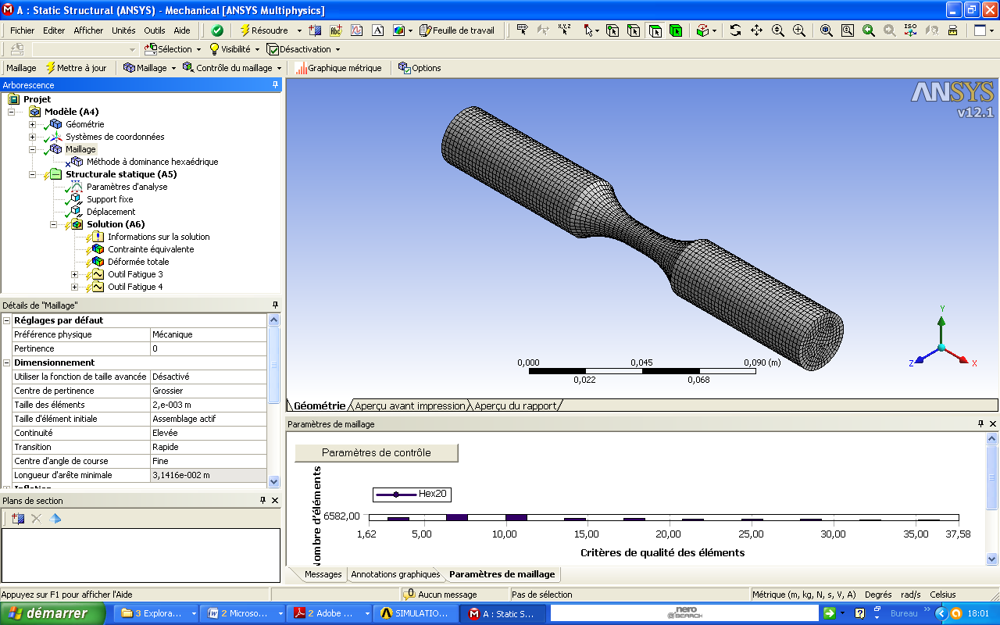 A : Static Structural (ANSYS) - Mechanical [ANSYS Multiphysics]
Fichier Editer Afficher Unités Outils Aide Résoudre Feuille de travail
Sélection Visibilité Désactivation
Maillage Mettre à jour Maillage Contrôle du maillage Graphique métrique Options
Arborescence
Projet
Modèle (A4)
Géométrie
Systèmes de coordonnées
Maillage
Méthode à dominance hexaédrique
Structurale statique (A5)
Paramètres d'analyse
Support fixe
Déplacement
Solution (A6)
Informations sur la solution
Contrainte équivalente
Déformée totale
Outil Fatigue 3
Outil Fatigue 4
Détails de "Maillage"
Réglages par défaut
Préférence physique Mécanique
Pertinence 0
Dimensionnement
Utiliser la fonction de taille avancée Désactivé
Centre de pertinence Grossier
Taille des éléments 2,e-003 m
Taille d'élément initiale Assemblage actif
Continuité Elevée
Transition Rapide
Centre d'angle de course Fine
Longueur d'arête minimale 3,1416e-002 m
Inflation
Plans de section
ANSYS
v12.1
Y
Z
X
0,000 0,045 0,090 (m)
0,022 0,068
Géométrie Aperçu avant impression Aperçu du rapport
Paramètres de maillage
Paramètres de contrôle
Nombre d'éléments
Hex20
6582,00
1,62 5,00 10,00 15,00 20,00 25,00 30,00 35,00 37,58
Critères de qualité des éléments
Messages Annotations graphiques Paramètres de maillage
Appuyez sur F1 pour afficher l'Aide 0 Aucun message Pas de sélection Métrique (m, kg, N, s, V, A) Degrés rad/s Celsius
démarrer 3 Explora... 2 Microso... 2 Adobe ... SIMULATIO... A : Static S... nero SEARCH Bureau 18:01